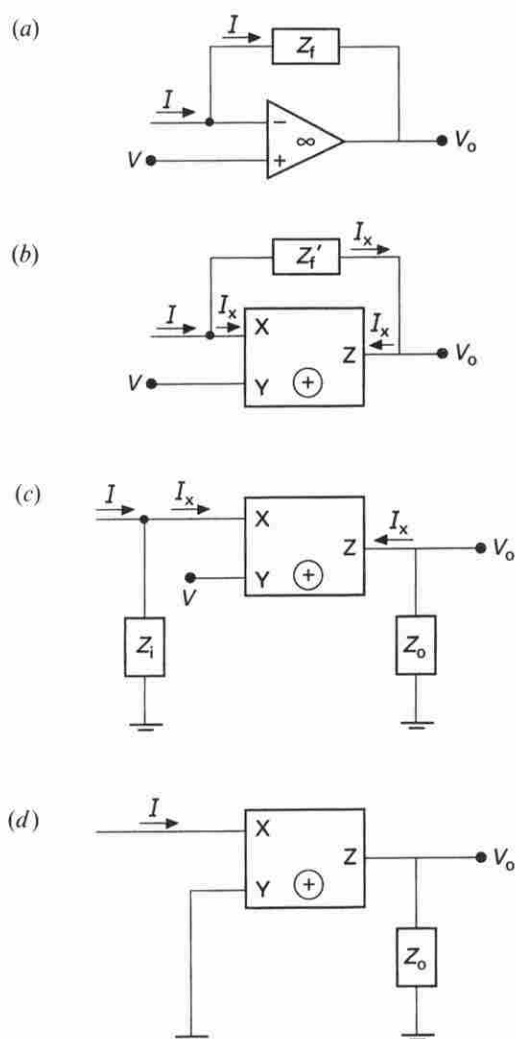 (a)
I
Z_f
I
−
∞
V
+
V_o
(b)
I_x
Z_f'
I
I_x
X
I_x
Z
V_o
V
Y
+
(c)
I
I_x
X
I_x
Z
V_o
Y
+
V
Z_i
Z_o
(d)
I
X
Z
V_o
Y
+
Z_o